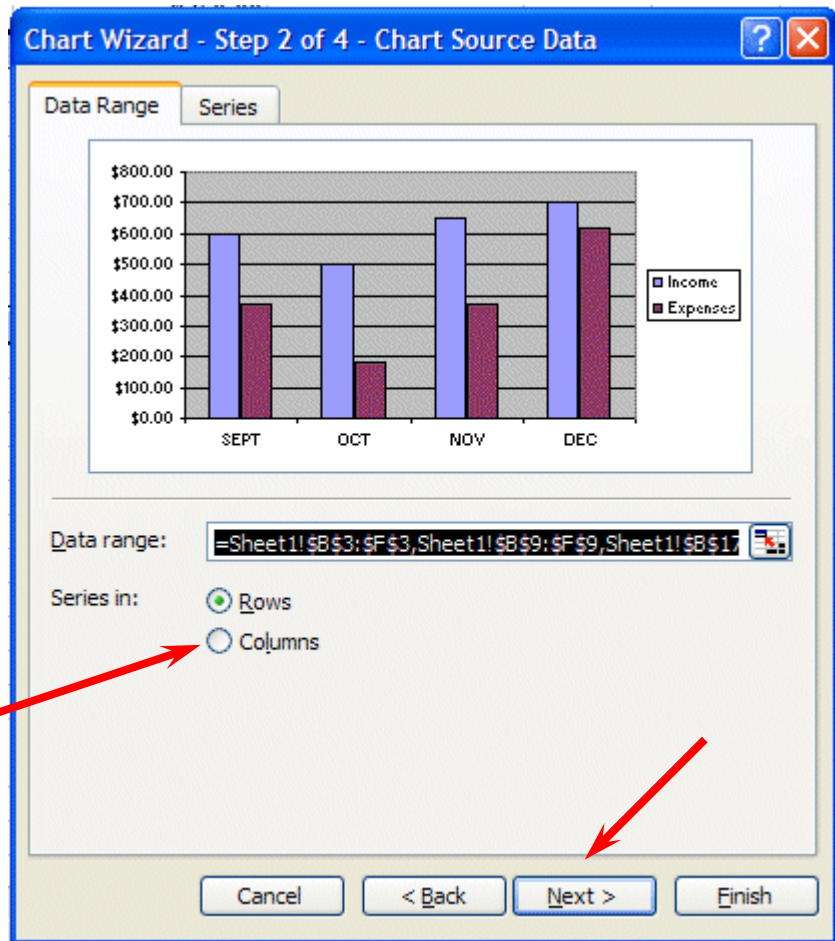 Chart Wizard - Step 2 of 4 - Chart Source Data
Data Range Series
$800.00
$700.00
$600.00
$500.00
$400.00
$300.00
$200.00
$100.00
$0.00
SEPT OCT NOV DEC
Income
Expenses
Data range: =Sheet1!$B$3:$F$3,Sheet1!$B$9:$F$9,Sheet1!$B$17
Series in: Rows
Columns
Cancel < Back Next > Finish